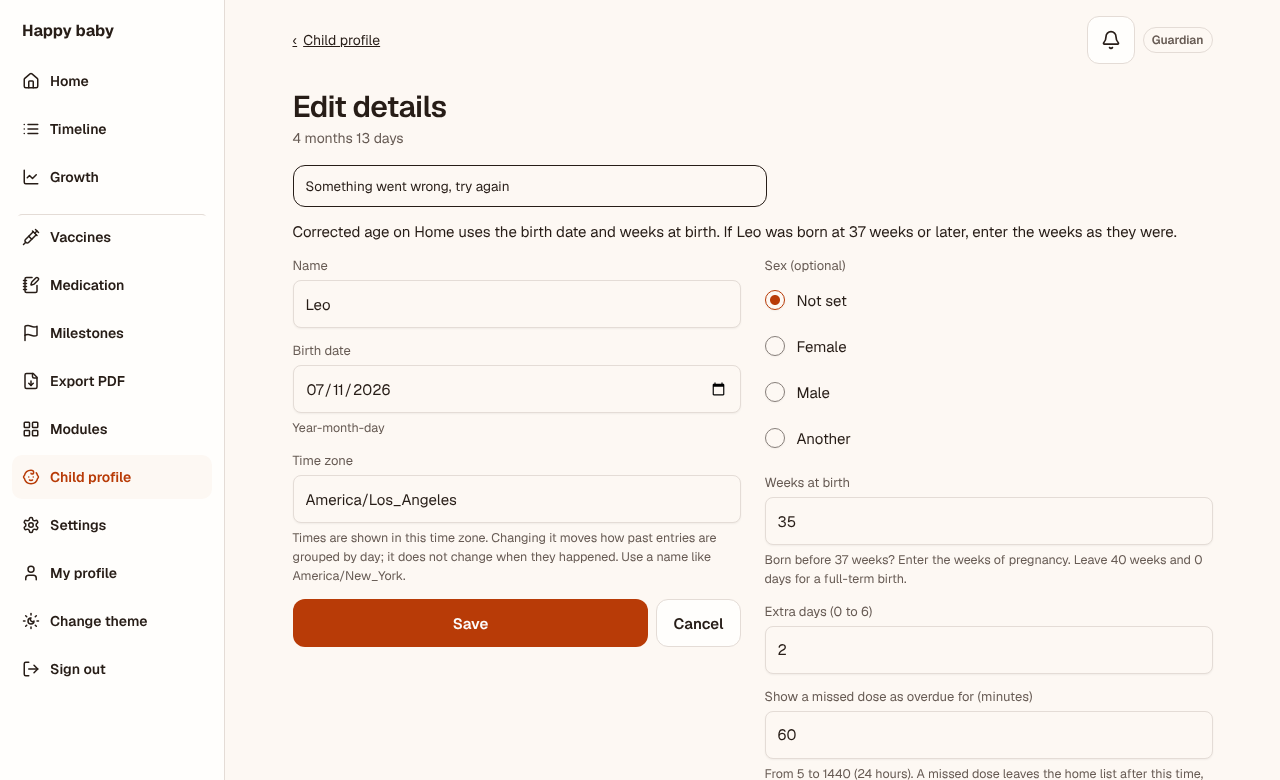 Happy baby
Home
Timeline
Growth
Vaccines
Medication
Milestones
Export PDF
Modules
Child profile
Settings
My profile
Change theme
Sign out
‹ Child profile
Guardian
Edit details
4 months 13 days
Something went wrong, try again
Corrected age on Home uses the birth date and weeks at birth. If Leo was born at 37 weeks or later, enter the weeks as they were.
Name
Leo
Birth date
07/11/2026
Year-month-day
Time zone
America/Los_Angeles
Times are shown in this time zone. Changing it moves how past entries are
grouped by day; it does not change when they happened. Use a name like
America/New_York.
Save
Cancel
Sex (optional)
Not set
Female
Male
Another
Weeks at birth
35
Born before 37 weeks? Enter the weeks of pregnancy. Leave 40 weeks and 0
days for a full-term birth.
Extra days (0 to 6)
2
Show a missed dose as overdue for (minutes)
60
From 5 to 1440 (24 hours). A missed dose leaves the home list after this time,